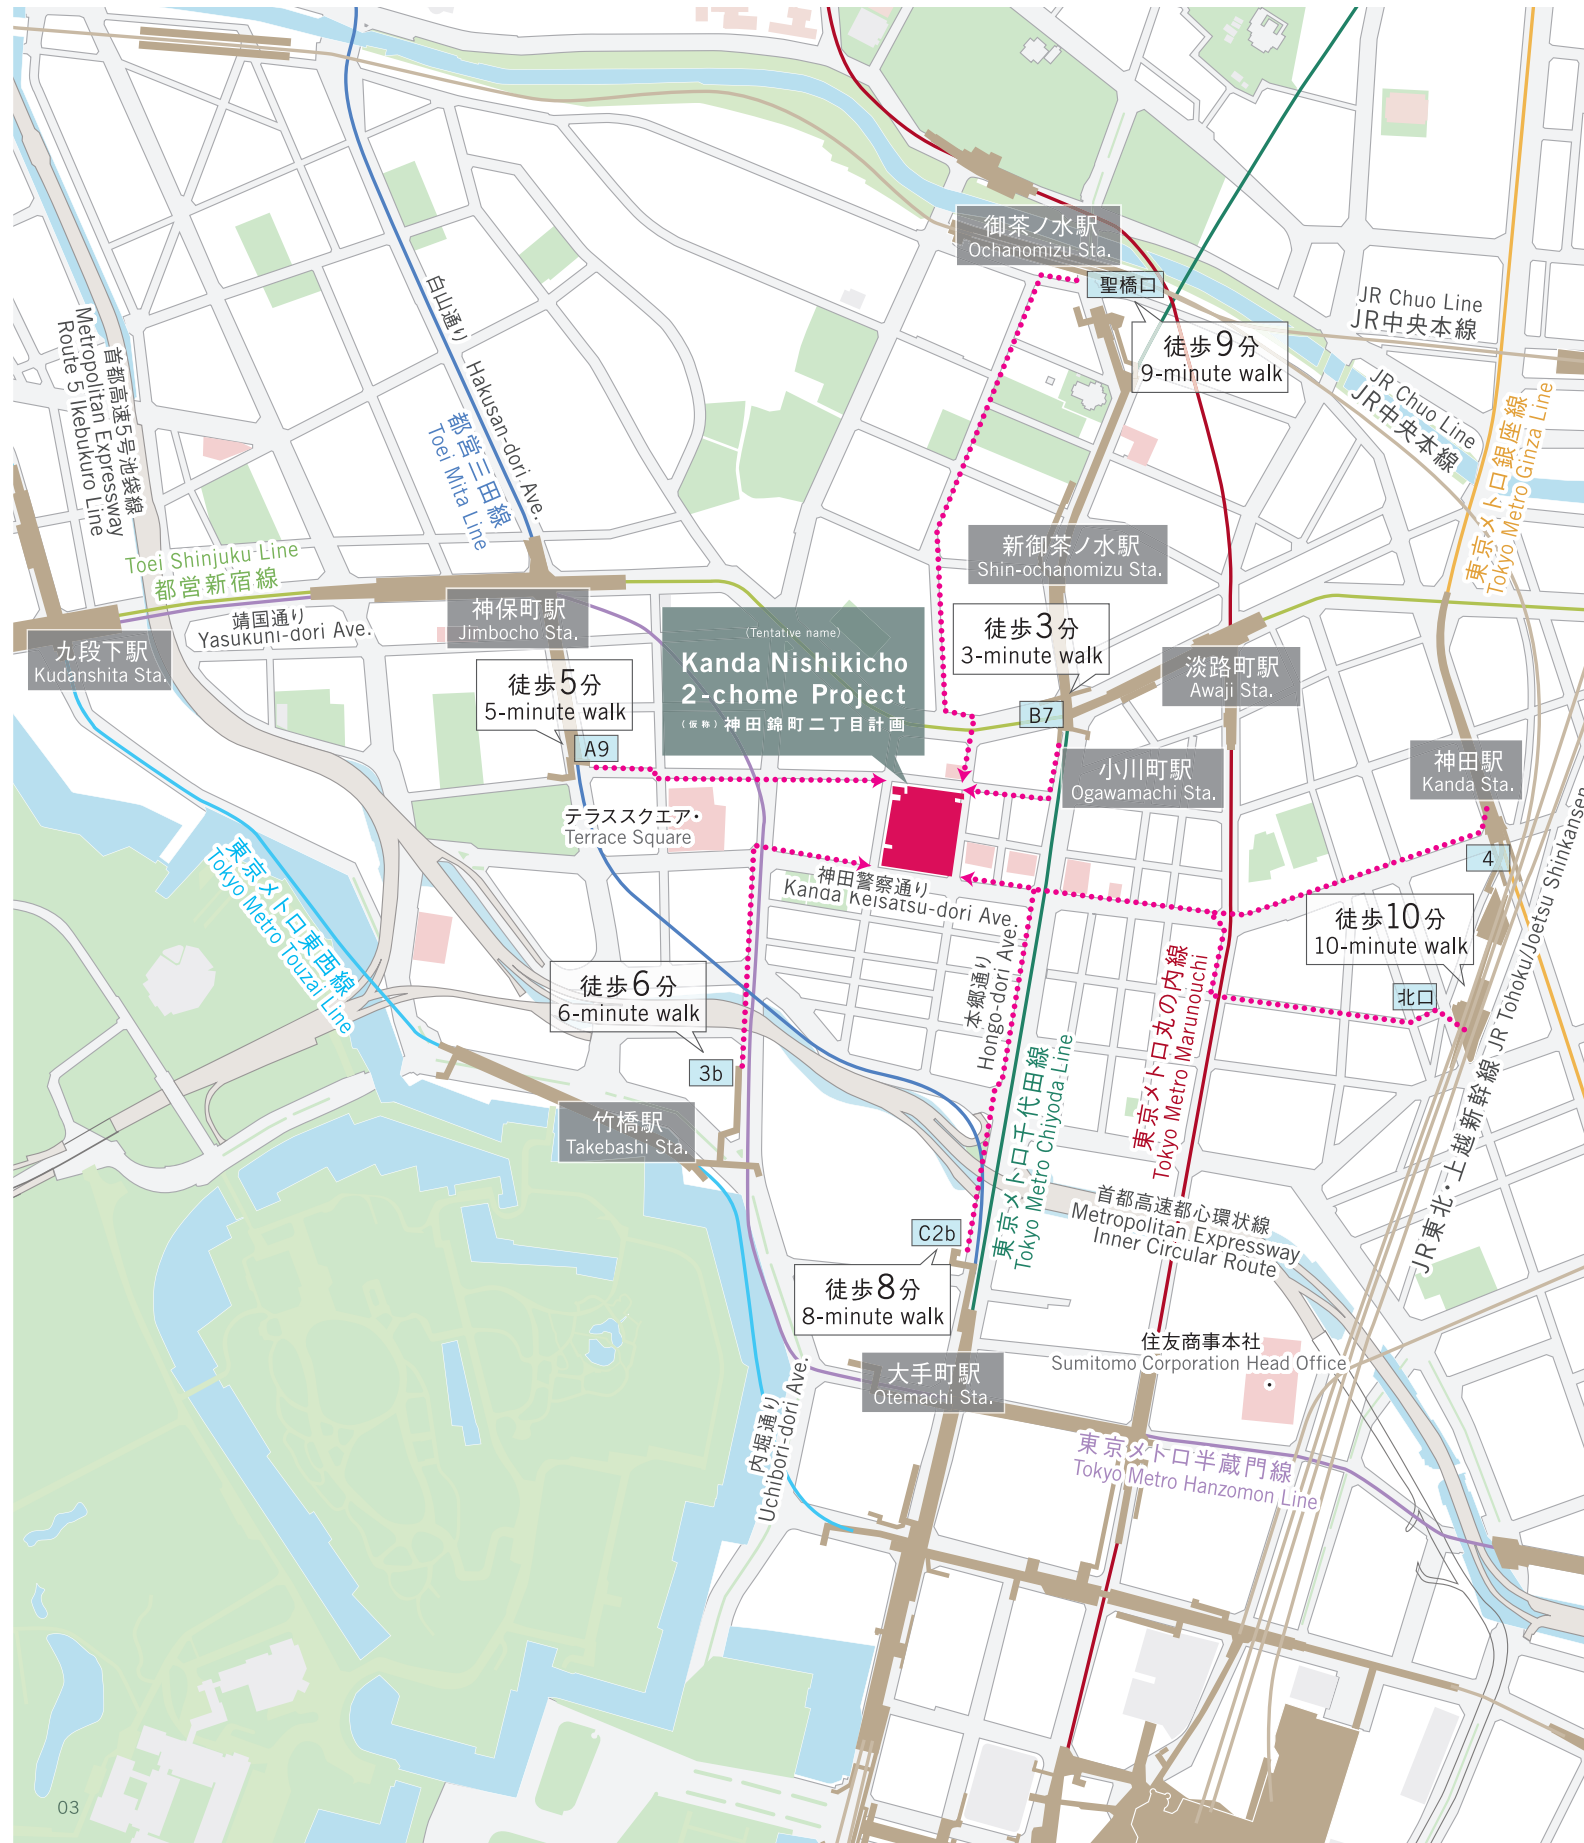 御茶ノ水駅
Ochanomizu Sta.
聖橋口
徒歩9分
9-minute walk
JR Chuo Line
JR中央本線
JR Chuo Line
JR中央本線
東京メトロ銀座線
Tokyo Metro Ginza Line
白山通り Hakusan-dori Ave.
都営三田線
Toei Mita Line
首都高速5号池袋線
Metropolitan Expressway
Route 5 Ikebukuro Line
Toei Shinjuku Line
都営新宿線
靖国通り
Yasukuni-dori Ave.
九段下駅
Kudanshita Sta.
神保町駅
Jimbocho Sta.
新御茶ノ水駅
Shin-ochanomizu Sta.
徒歩3分
3-minute walk
B7
淡路町駅
Awaji Sta.
徒歩5分
5-minute walk
A9
(Tentative name)
Kanda Nishikicho
2-chome Project
(仮称)神田錦町二丁目計画
小川町駅
Ogawamachi Sta.
神田駅
Kanda Sta.
4
テラススクエア・
Terrace Square
神田警察通り
Kanda Keisatsu-dori Ave.
徒歩10分
10-minute walk
北口
東京メトロ東西線
Tokyo Metro Touzai Line
徒歩6分
6-minute walk
3b
本郷通り
Hongo-dori Ave.
東京メトロ千代田線
Tokyo Metro Chiyoda Line
東京メトロ丸の内線
Tokyo Metro Marunouchi
JR東北・上越新幹線 JR Tohoku/Joetsu Shinkansen
竹橋駅
Takebashi Sta.
首都高速都心環状線
Metropolitan Expressway
Inner Circular Route
C2b
徒歩8分
8-minute walk
大手町駅
Otemachi Sta.
住友商事本社
Sumitomo Corporation Head Office
内堀通り
Uchibori-dori Ave.
東京メトロ半蔵門線
Tokyo Metro Hanzomon Line
03